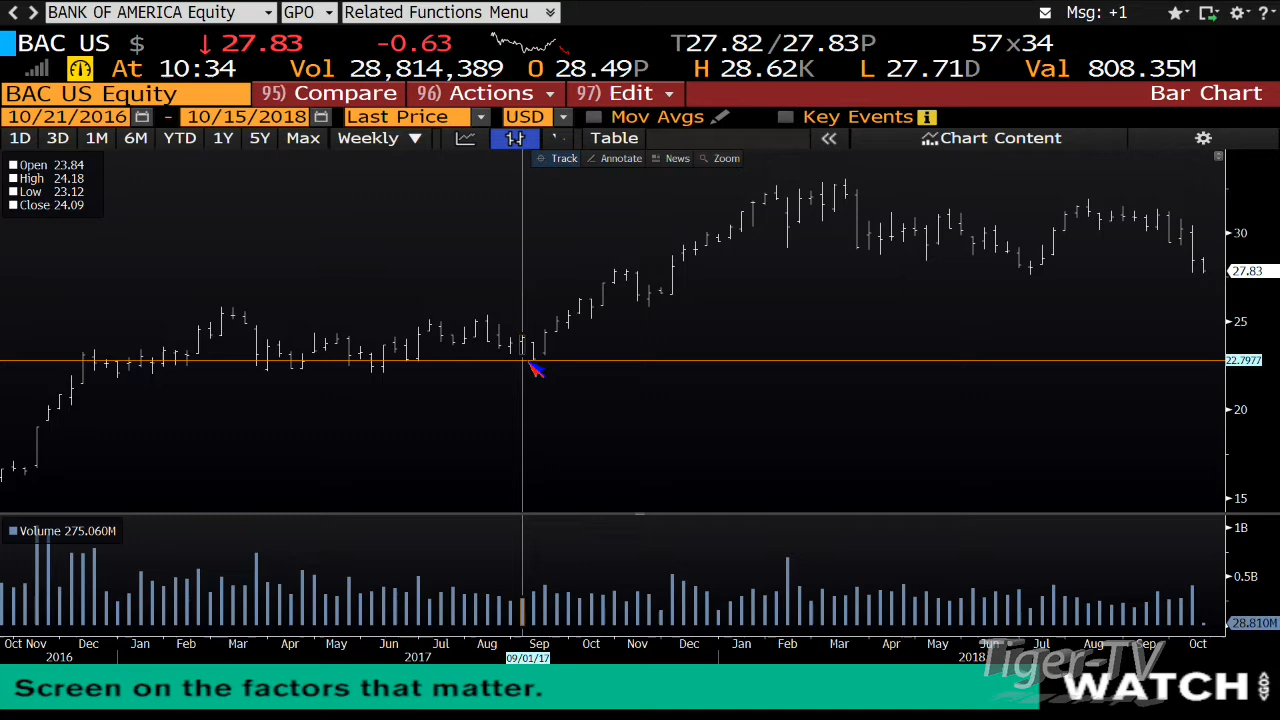 BANK OF AMERICA Equity GPO Related Functions Menu Msg: +1 ?
BAC US $ ↓ 27.83 -0.63 T27.82 /27.83P 57x34
At 10:34 Vol 28,814,389 O 28.49P H 28.62K L 27.71D Val 808.35M
BAC US Equity 95) Compare 96) Actions 97) Edit Bar Chart
10/21/2016 - 10/15/2018 Last Price USD Mov Avgs Key Events
1D 3D 1M 6M YTD 1Y 5Y Max Weekly ▼ Table « Chart Content
Track Annotate News Zoom
Open 23.84
High 24.18
Low 23.12
Close 24.09
30
27.83
25
22.7977
20
15
Volume 275.060M
1B
0.5B
28.810M
Oct Nov Dec Jan Feb Mar Apr May Jun Jul Aug Sep Oct Nov Dec Jan Feb Mar Apr May Jun Jul Aug Sep Oct
2016 2017 09/01/17 2018
Tiger-TV
Screen on the factors that matter.
WATCH